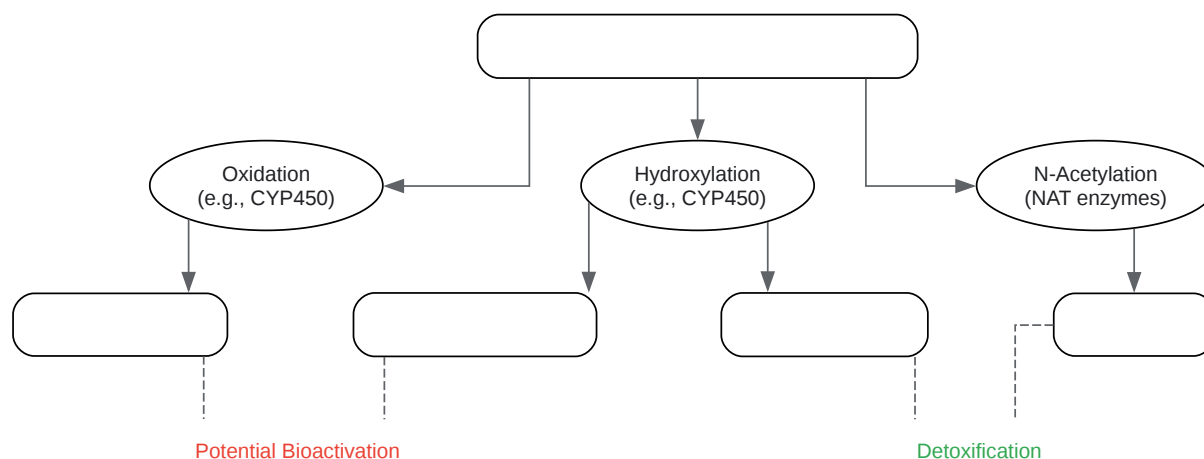 Oxidation
(e.g., CYP450)
Hydroxylation
(e.g., CYP450)
N-Acetylation
(NAT enzymes)
Potential Bioactivation
Detoxification